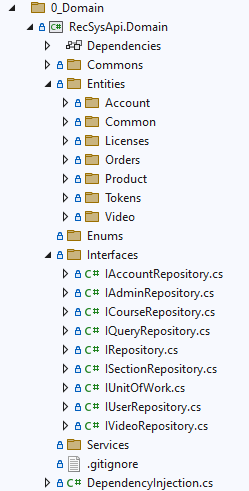 0_Domain
C# RecSysApi.Domain
Dependencies
Commons
Entities
Account
Common
Licenses
Orders
Product
Tokens
Video
Enums
Interfaces
C# IAccountRepository.cs
C# IAdminRepository.cs
C# ICourseRepository.cs
C# IQueryRepository.cs
C# IRepository.cs
C# ISectionRepository.cs
C# IUnitOfWork.cs
C# IUserRepository.cs
C# IVideoRepository.cs
Services
.gitignore
C# DependencyInjection.cs